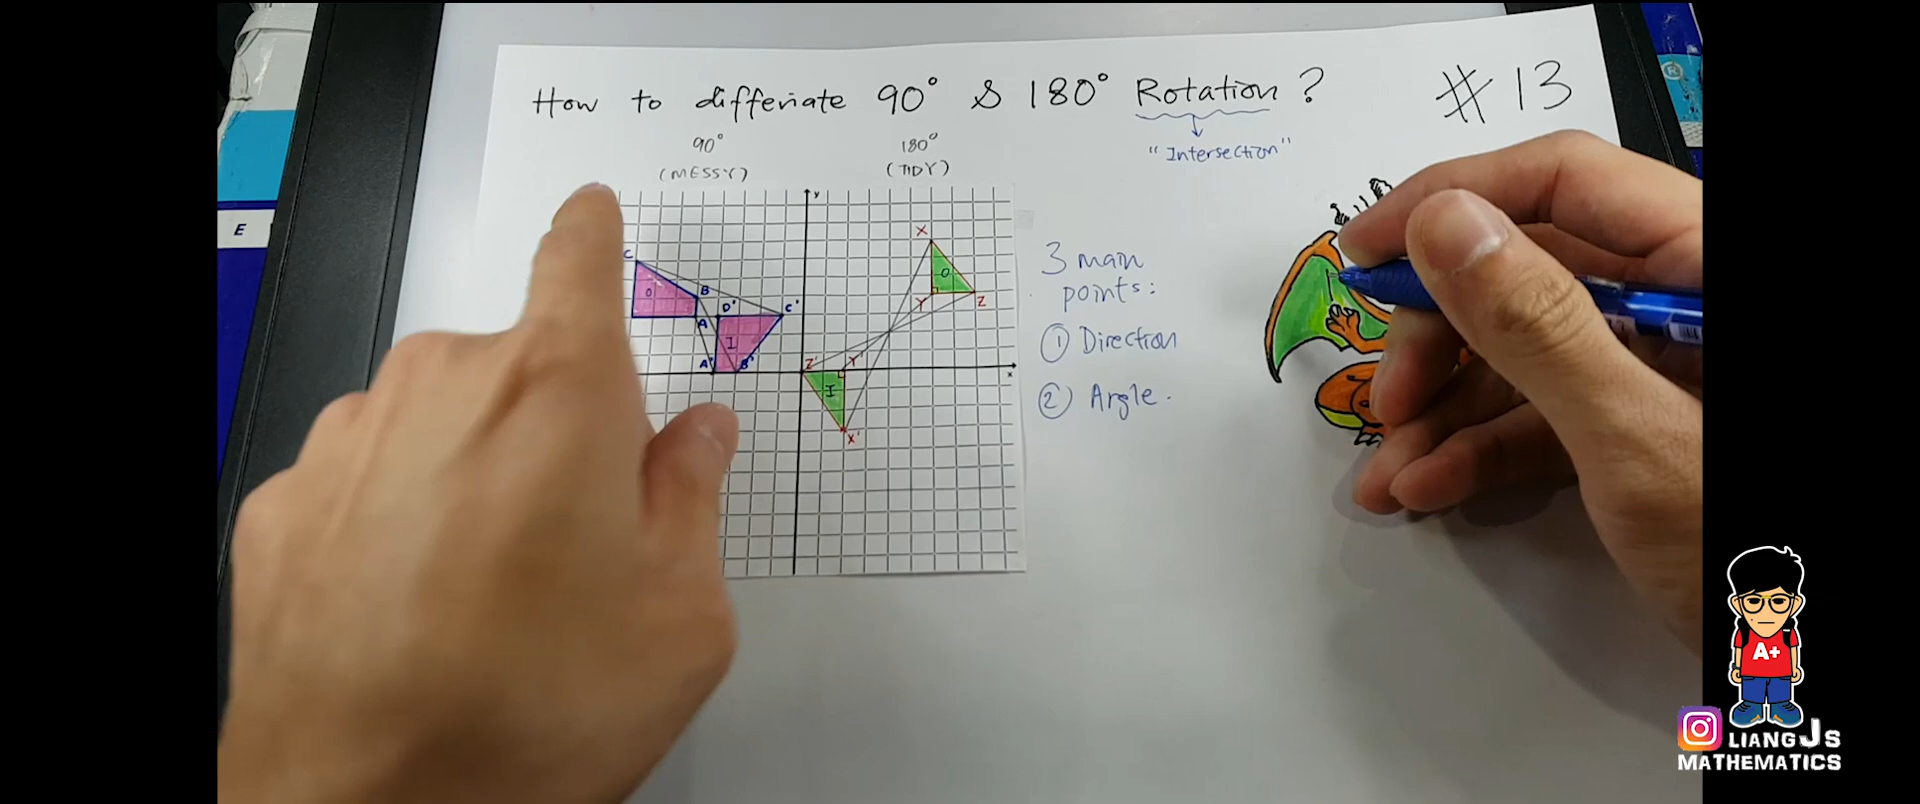 How to differiate 90° & 180° Rotation ?
# 13
90°
(MESSY)
180°
(TIDY)
"Intersection"
y
X
C
O
O
B
D'
C'
A
Y
Z
I
A'
B'
Z'
Y'
x
I
X'
3 main
points:
① Direction
② Angle.
E
®
A+
LIANGJS
MATHEMATICS